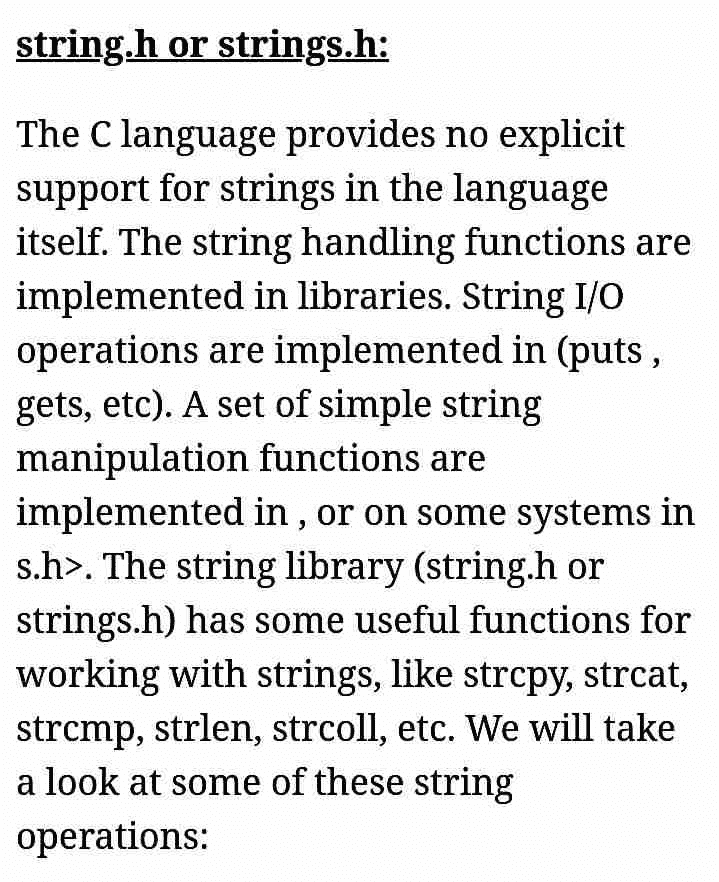 string.h or strings.h:
The C language provides no explicit
support for strings in the language
itself. The string handling functions are
implemented in libraries. String I/O
operations are implemented in (puts ,
gets, etc). A set of simple string
manipulation functions are
implemented in , or on some systems in
s.h>. The string library (string.h or
strings.h) has some useful functions for
working with strings, like strcpy, strcat,
strcmp, strlen, strcoll, etc. We will take
a look at some of these string
operations: